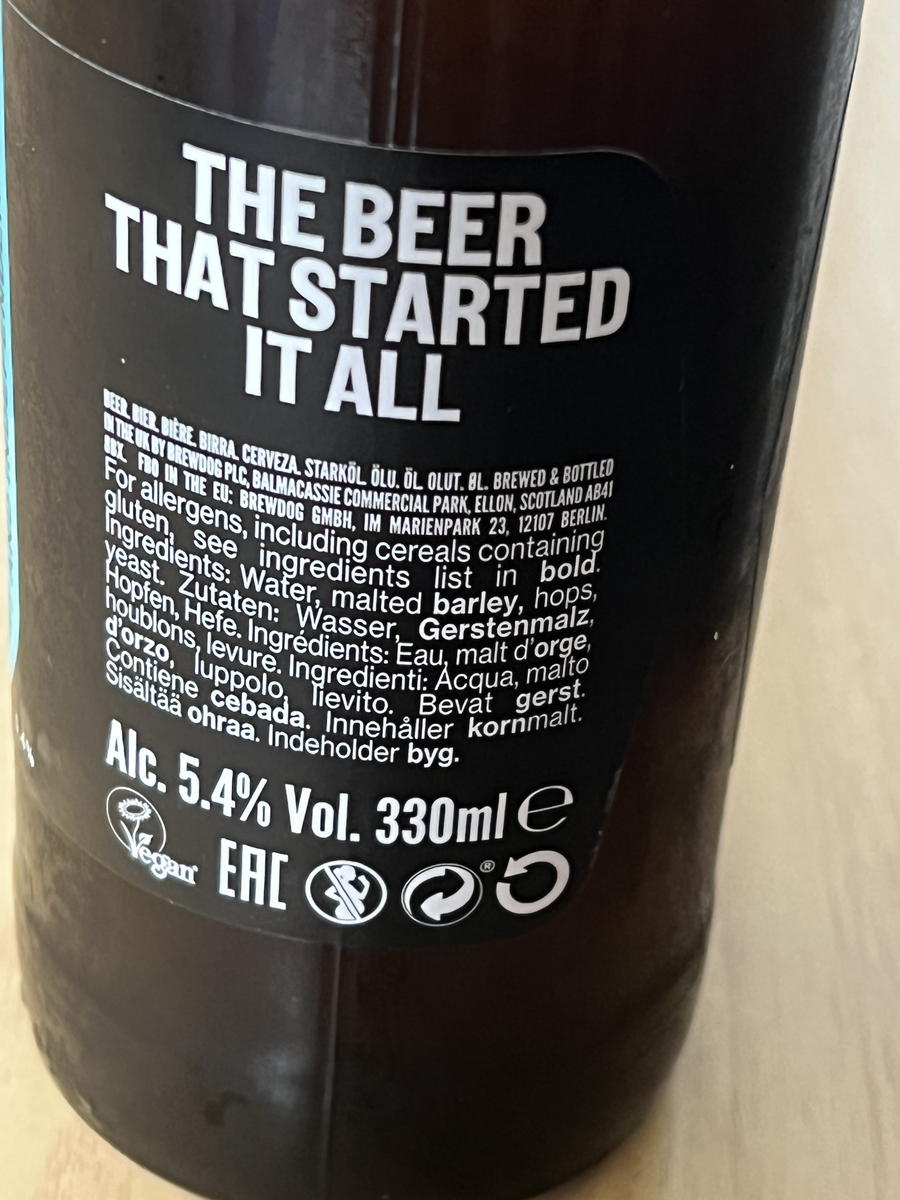 THE BEER
THAT STARTED
IT ALL
BEER. BIER. BIÈRE. BIRRA. CERVEZA. STARKÖL. ÖLU. ÖL. OLUT. ØL. BREWED & BOTTLED
IN THE UK BY BREWDOG PLC, BALMACASSIE COMMERCIAL PARK, ELLON, SCOTLAND AB41
8BX. FBO IN THE EU: BREWDOG GMBH, IM MARIENPARK 23, 12107 BERLIN.
For allergens, including cereals containing
gluten, see ingredients list in bold.
Ingredients: Water, malted barley, hops,
yeast. Zutaten: Wasser, Gerstenmalz,
Hopfen, Hefe. Ingrédients: Eau, malt d'orge,
houblons, levure. Ingredienti: Acqua, malto
d'orzo, luppolo, lievito. Bevat gerst.
Contiene cebada. Innehåller kornmalt.
Sisältää ohraa. Indeholder byg.
Alc. 5.4% Vol. 330ml ℮
Vegan EAC ®